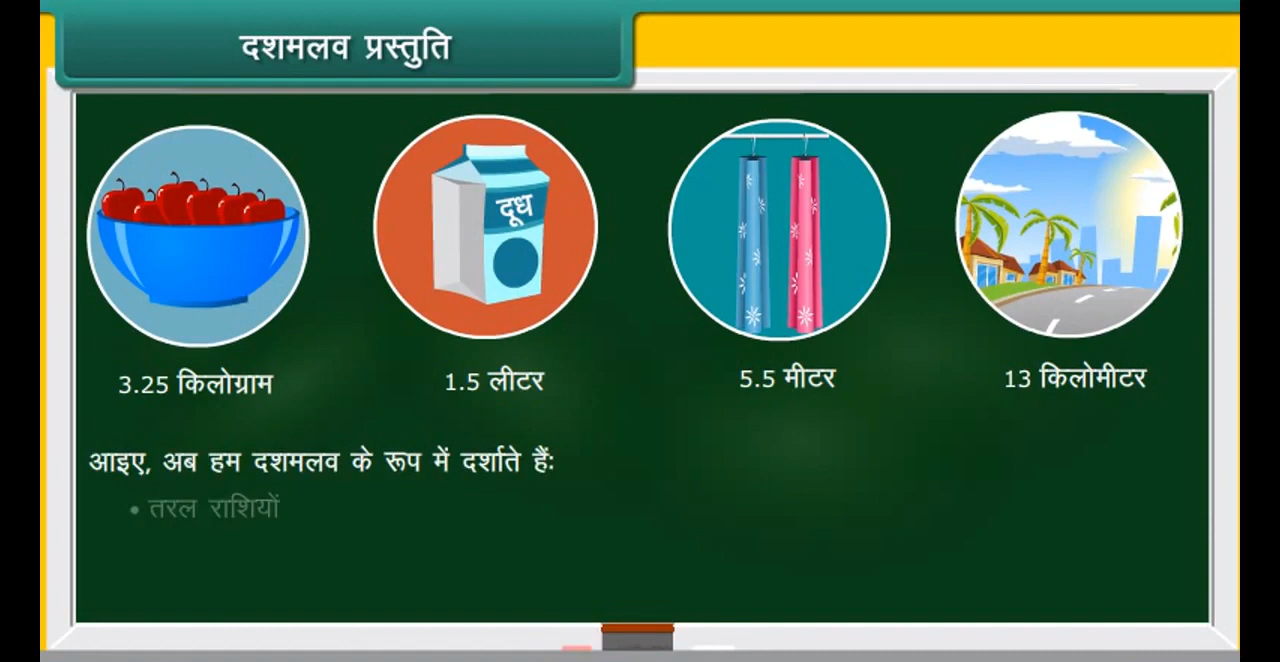 दशमलव प्रस्तुति
दूध
3.25 किलोग्राम
1.5 लीटर
5.5 मीटर
13 किलोमीटर
आइए, अब हम दशमलव के रूप में दर्शाते हैंः
• तरल राशियों